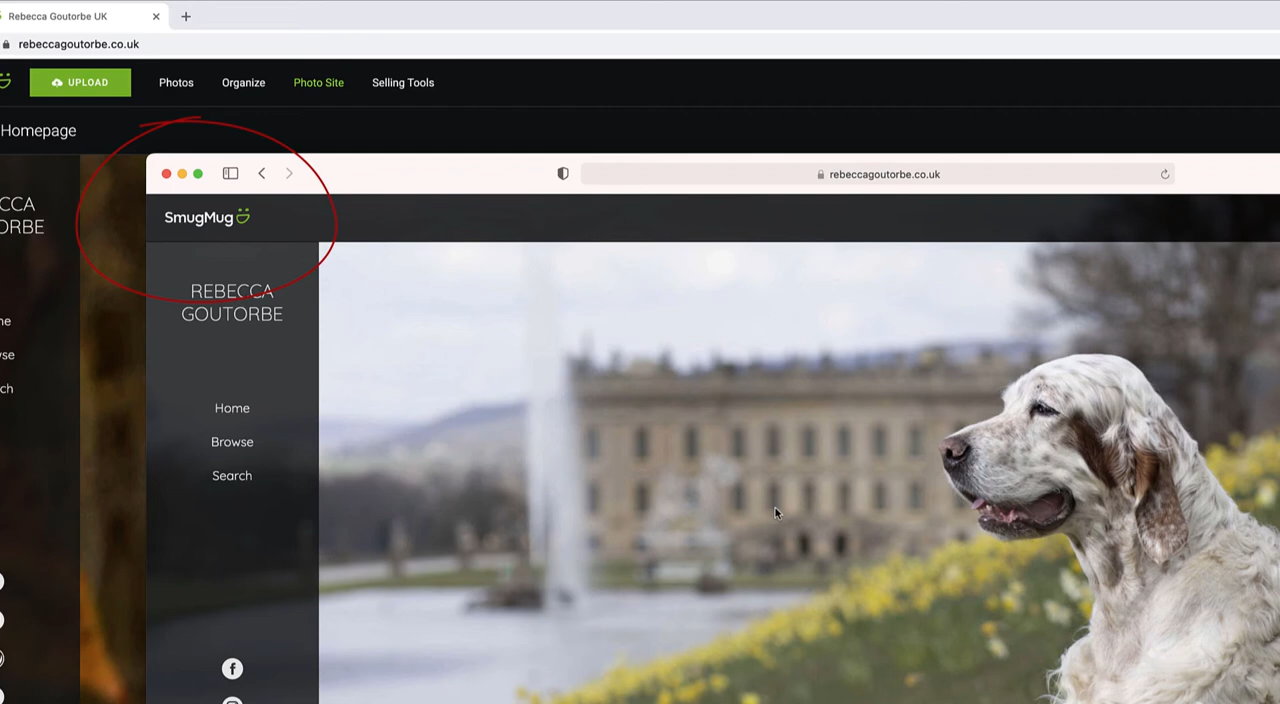 Rebecca Goutorbe UK
rebeccagoutorbe.co.uk
UPLOAD
Photos
Organize
Photo Site
Selling Tools
Homepage
CCA
ORBE
rebeccagoutorbe.co.uk
SmugMug
REBECCA
GOUTORBE
Home
Browse
Search